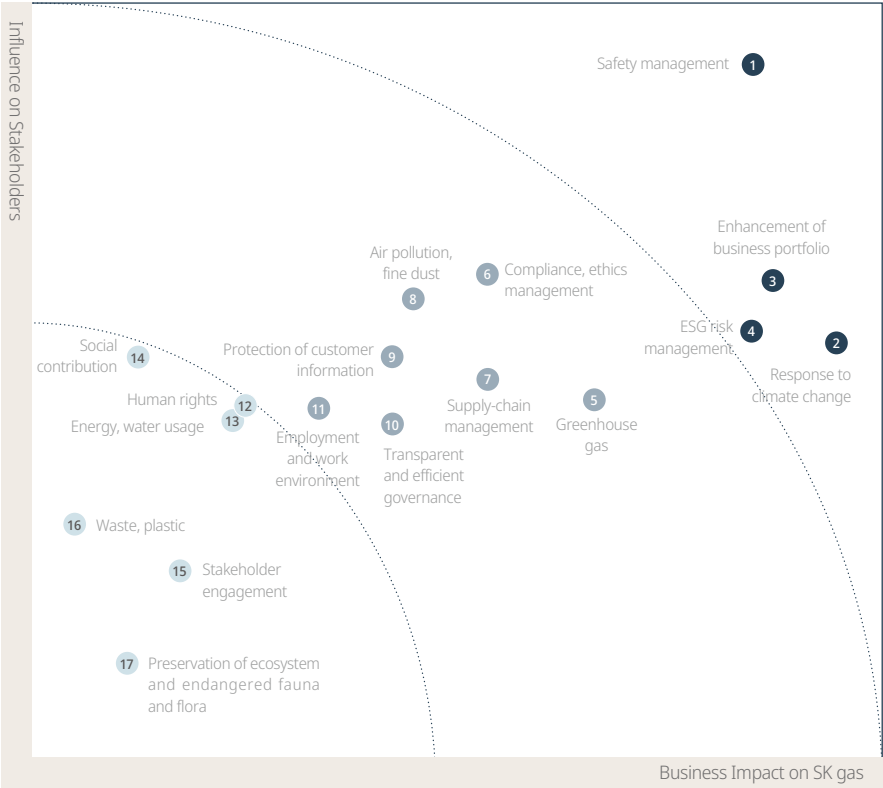 Influence on Stakeholders
Safety management
1
Enhancement of
business portfolio
3
Air pollution,
fine dust
8
6
Compliance, ethics
management
ESG risk
management
4
2
Response to
climate change
Social
contribution
14
Protection of customer
information
9
7
Supply-chain
management
5
Greenhouse
gas
Human rights
12
Energy, water usage
13
11
Employment
and work
environment
10
Transparent
and efficient
governance
16
Waste, plastic
15
Stakeholder
engagement
17
Preservation of ecosystem
and endangered fauna
and flora
Business Impact on SK gas